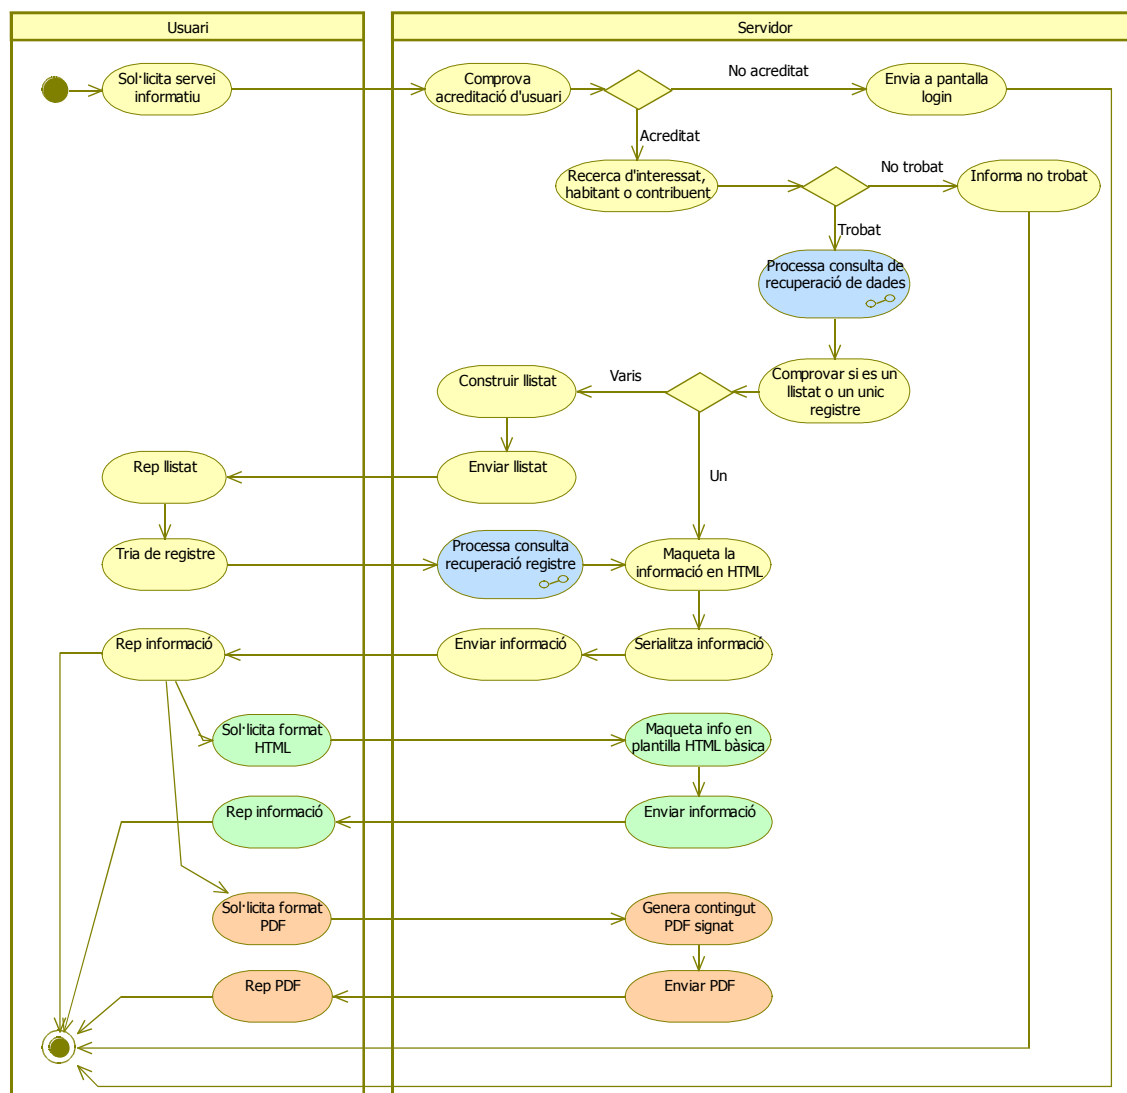 Usuari
Servidor
Sol·licita servei
informatiu
Comprova
acreditació d'usuari
No acreditat
Envia a pantalla
login
Acreditat
Recerca d'interessat,
habitant o contribuent
No trobat
Informa no trobat
Trobat
Processa consulta de
recuperació de dades
Comprovar si es un
llistat o un unic
registre
Varis
Construir llistat
Un
Enviar llistat
Rep llistat
Tria de registre
Processa consulta
recuperació registre
Maqueta la
informació en HTML
Serialitza informació
Enviar informació
Rep informació
Sol·licita format
HTML
Maqueta info en
plantilla HTML bàsica
Enviar informació
Rep informació
Sol·licita format
PDF
Genera contingut
PDF signat
Enviar PDF
Rep PDF